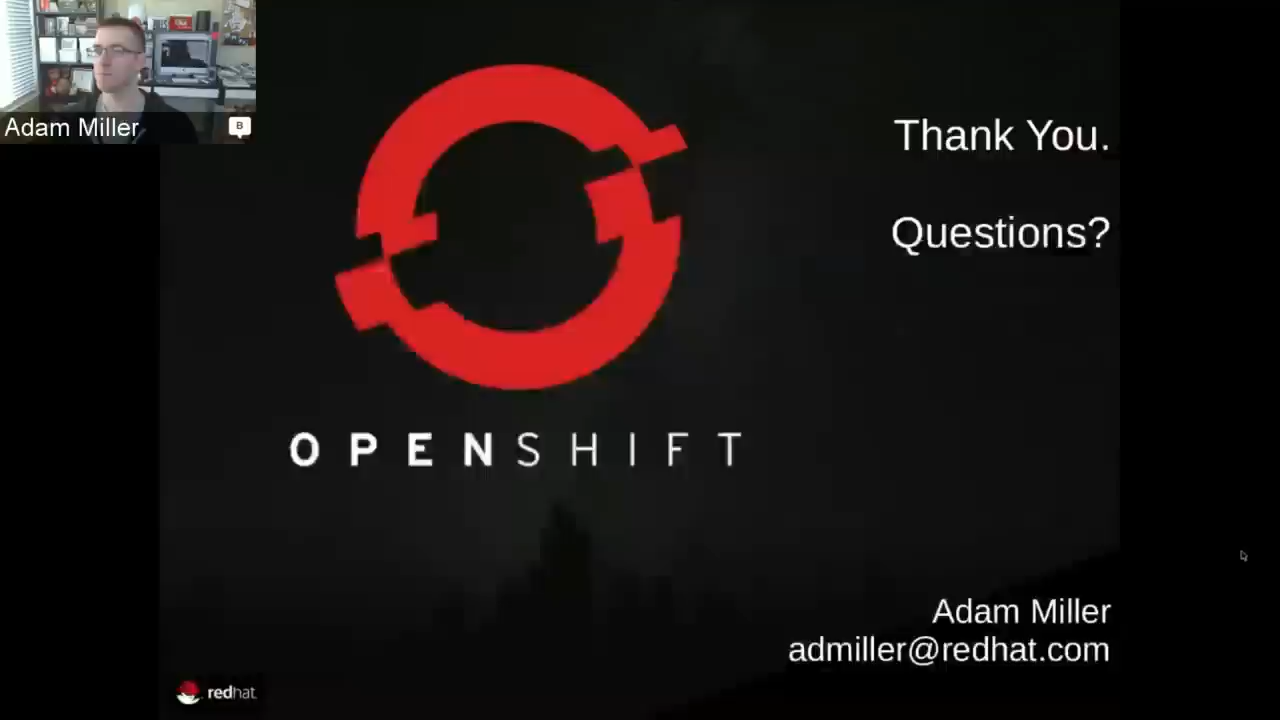 Adam Miller
B
Thank You.
Questions?
OPENSHIFT
Adam Miller
admiller@redhat.com
redhat.